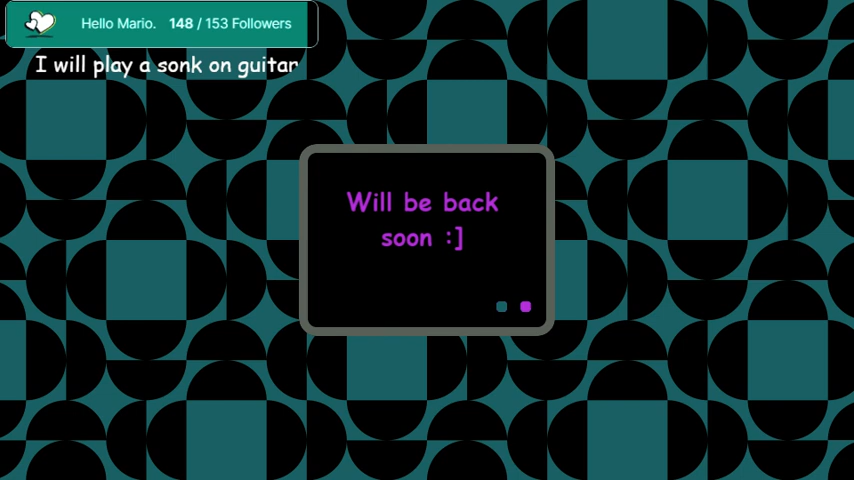 Hello Mario. 148 / 153 Followers
I will play a sonk on guitar
Will be back
soon :]